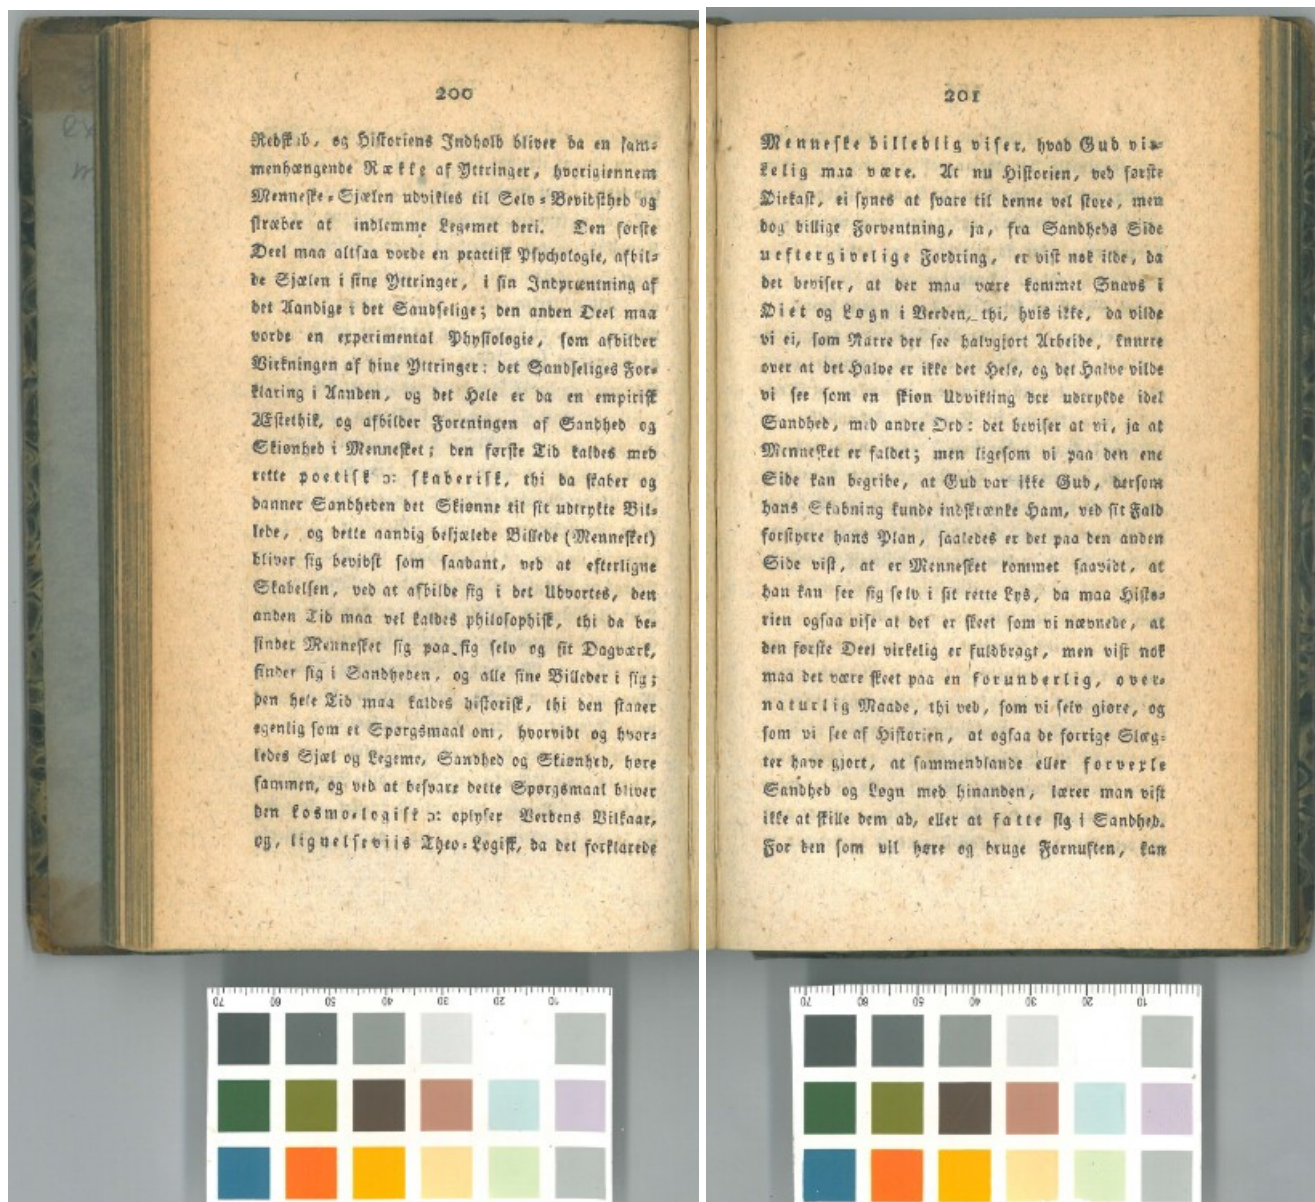 200
Redskab, og Historiens Indhold bliver da en sam-
menhængende Række af Yttringer, hvorigiennem
Menneske-Sjælen udvikles til Selv-Bevidsthed og
stræber at indlemme Legemet deri. Den første
Deel maa altsaa vorde en practisk Psychologie, afbil-
de Sjælen i sine Yttringer, i sin Indpræntning af
det Aandige i det Sandselige; den anden Deel maa
vorde en experimental Physiologie, som afbilder
Virkningen af hine Yttringer: det Sandseliges For-
klaring i Aanden, og det Hele er da en empirisk
Æstethik, og afbilder Foreningen af Sandhed og
Skiønhed i Mennesket; den første Tid kaldes med
rette poetisk ɔ: skaberisk, thi da skaber og
danner Sandheden det Skiønne til sit udtrykte Bil-
lede, og dette aandig besjælede Billede (Mennesket)
bliver sig bevidst som saadant, ved at efterligne
Skabelsen, ved at afbilde sig i det Udvortes, den
anden Tid maa vel kaldes philosophisk, thi da be-
finder Mennesket sig paa sig selv og sit Dagværk,
finder sig i Sandheden, og alle sine Billeder i sig;
den hele Tid maa kaldes historisk, thi den staaer
egenlig som et Spørgsmaal om, hvorvidt og hvor-
ledes Sjæl og Legeme, Sandhed og Skiønhed, høre
sammen, og ved at besvare dette Spørgsmaal bliver
den kosmo-logisk ɔ: oplyser Verdens Vilkaar,
og, lignelseviis Theo-Logisk, da det forklarede
201
Menneske billedlig viser, hvad Gud vir-
kelig maa være. At nu Historien, ved første
Øiekast, ei synes at svare til denne vel store, men
dog billige Forventning, ja, fra Sandheds Side
ueftergivelige Fordring, er vist nok ilde, da
det beviser, at der maa være kommet Snavs i
Øiet og Løgn i Verden, thi, hvis ikke, da vilde
vi ei, som Narre der see halvgjort Arbeide, knurre
over at det Halve er ikke det Hele, og det Halve vilde
vi see som en skiøn Udvikling der udtrykde idel
Sandhed, med andre Ord: det beviser at vi, ja at
Mennesket er faldet; men ligesom vi paa den ene
Side kan begribe, at Gud var ikke Gud, dersom
hans Skabning kunde indskrænke Ham, ved sit Fald
forstyrre hans Plan, saaledes er det paa den anden
Side vist, at er Mennesket kommet saavidt, at
han kan see sig selv i sit rette Lys, da maa Histo-
rien ogsaa vise at det er skeet som vi nævnede, at
den første Deel virkelig er fuldbragt, men vist nok
maa det være skeet paa en forunderlig, over-
naturlig Maade, thi ved, som vi selv giøre, og
som vi see af Historien, at ogsaa de forrige Slæg-
ter have gjort, at sammenblande eller forvexle
Sandhed og Løgn med hinanden, lærer man vist
ikke at skille dem ad, eller at fatte sig i Sandhed.
For den som vil høre og bruge Fornuften, kan
70 60 50 40 30 20 10
70 60 50 40 30 20 10